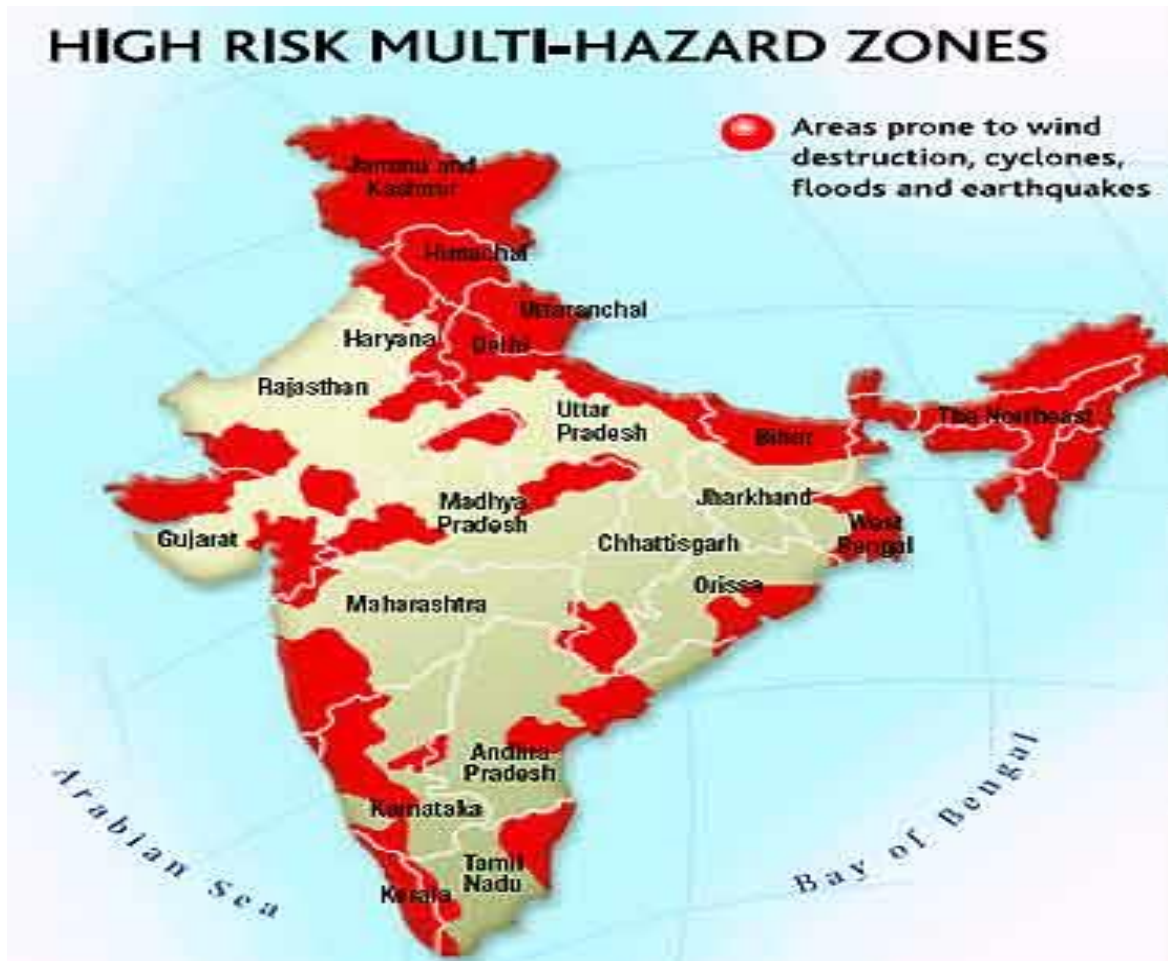 HIGH RISK MULTI-HAZARD ZONES
Areas prone to wind
destruction, cyclones,
floods and earthquakes
Jammu and
Kashmir
Himachal
Uttaranchal
Haryana
Delhi
Rajasthan
Uttar
Pradesh
Bihar
The Northeast
Madhya
Pradesh
Jharkhand
Gujarat
Chhattisgarh
West
Bengal
Orissa
Maharashtra
Andhra
Pradesh
Karnataka
Tamil
Nadu
Kerala
Arabian sea
Bay of Bengal